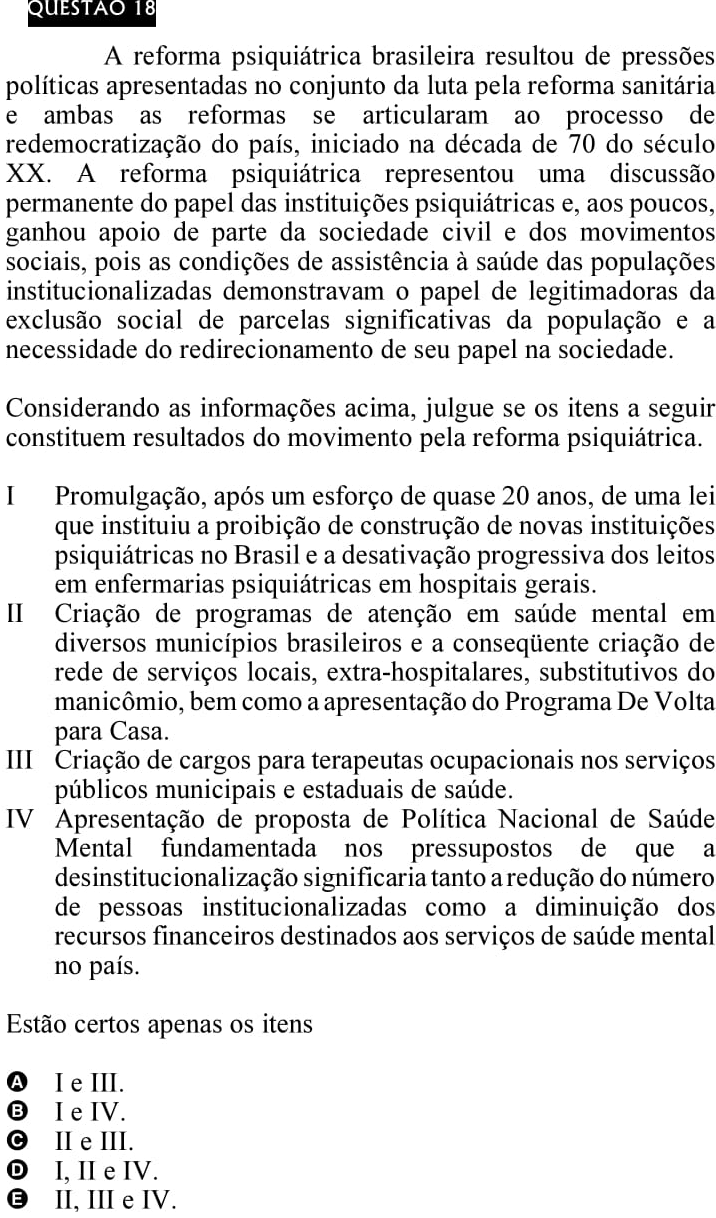 QUESTÃO 18
A reforma psiquiátrica brasileira resultou de pressões
políticas apresentadas no conjunto da luta pela reforma sanitária
e ambas as reformas se articularam ao processo de
redemocratização do país, iniciado na década de 70 do século
XX. A reforma psiquiátrica representou uma discussão
permanente do papel das instituições psiquiátricas e, aos poucos,
ganhou apoio de parte da sociedade civil e dos movimentos
sociais, pois as condições de assistência à saúde das populações
institucionalizadas demonstravam o papel de legitimadoras da
exclusão social de parcelas significativas da população e a
necessidade do redirecionamento de seu papel na sociedade.
Considerando as informações acima, julgue se os itens a seguir
constituem resultados do movimento pela reforma psiquiátrica.
I Promulgação, após um esforço de quase 20 anos, de uma lei
que instituiu a proibição de construção de novas instituições
psiquiátricas no Brasil e a desativação progressiva dos leitos
em enfermarias psiquiátricas em hospitais gerais.
II Criação de programas de atenção em saúde mental em
diversos municípios brasileiros e a conseqüente criação de
rede de serviços locais, extra-hospitalares, substitutivos do
manicômio, bem como a apresentação do Programa De Volta
para Casa.
III Criação de cargos para terapeutas ocupacionais nos serviços
públicos municipais e estaduais de saúde.
IV Apresentação de proposta de Política Nacional de Saúde
Mental fundamentada nos pressupostos de que a
desinstitucionalização significaria tanto a redução do número
de pessoas institucionalizadas como a diminuição dos
recursos financeiros destinados aos serviços de saúde mental
no país.
Estão certos apenas os itens
A I e III.
B I e IV.
C II e III.
D I, II e IV.
E II, III e IV.